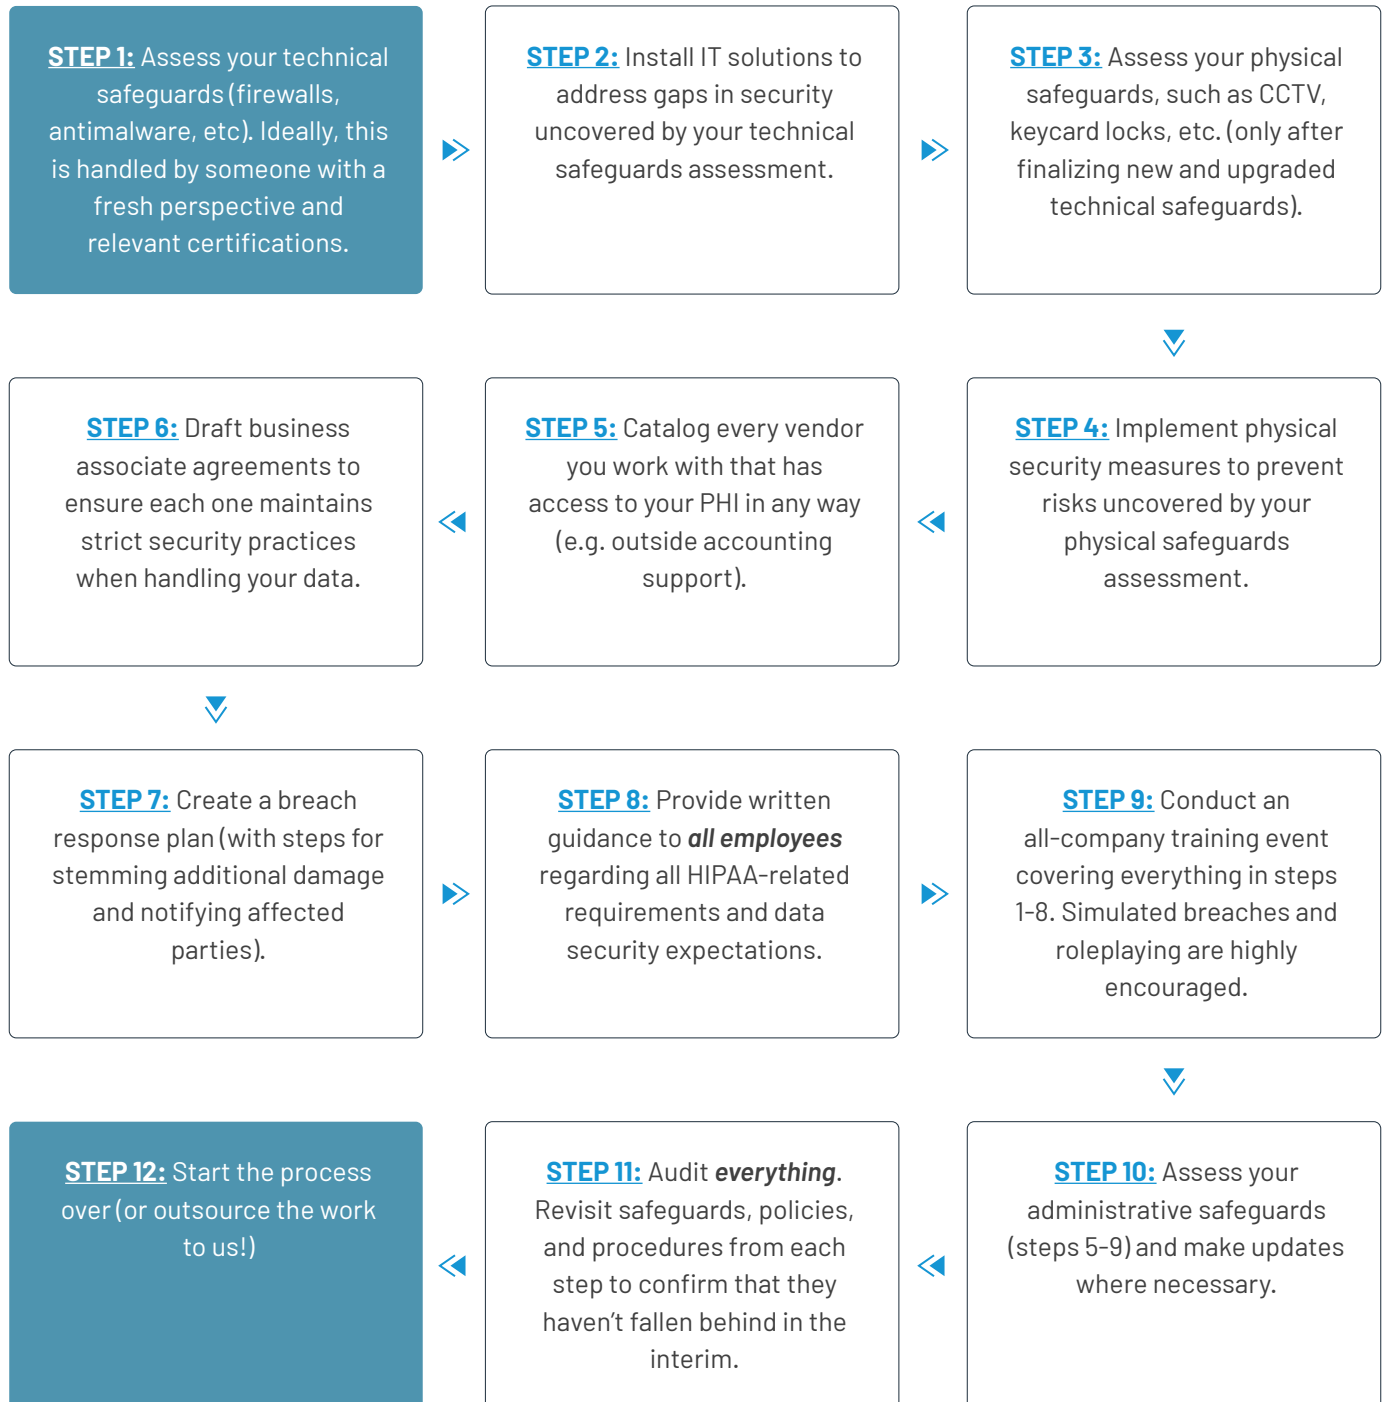 STEP 1: Assess your technical
safeguards (firewalls,
antimalware, etc). Ideally, this
is handled by someone with a
fresh perspective and
relevant certifications.
STEP 2: Install IT solutions to
address gaps in security
uncovered by your technical
safeguards assessment.
STEP 3: Assess your physical
safeguards, such as CCTV,
keycard locks, etc. (only after
finalizing new and upgraded
technical safeguards).
STEP 4: Implement physical
security measures to prevent
risks uncovered by your
physical safeguards
assessment.
STEP 5: Catalog every vendor
you work with that has
access to your PHI in any way
(e.g. outside accounting
support).
STEP 6: Draft business
associate agreements to
ensure each one maintains
strict security practices
when handling your data.
STEP 7: Create a breach
response plan (with steps for
stemming additional damage
and notifying affected
parties).
STEP 8: Provide written
guidance to all employees
regarding all HIPAA-related
requirements and data
security expectations.
STEP 9: Conduct an
all-company training event
covering everything in steps
1-8. Simulated breaches and
roleplaying are highly
encouraged.
STEP 10: Assess your
administrative safeguards
(steps 5-9) and make updates
where necessary.
STEP 11: Audit everything.
Revisit safeguards, policies,
and procedures from each
step to confirm that they
haven't fallen behind in the
interim.
STEP 12: Start the process
over (or outsource the work
to us!)